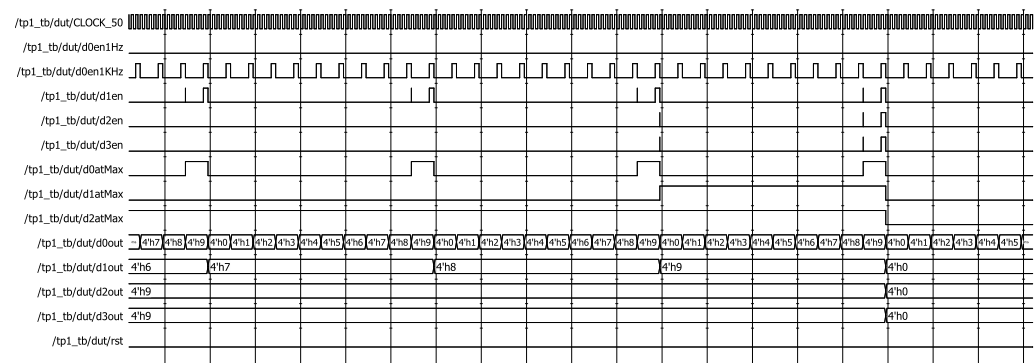 /tp1_tb/dut/CLOCK_50
/tp1_tb/dut/d0en1Hz
/tp1_tb/dut/d0en1KHz
/tp1_tb/dut/d1en
/tp1_tb/dut/d2en
/tp1_tb/dut/d3en
/tp1_tb/dut/d0atMax
/tp1_tb/dut/d1atMax
/tp1_tb/dut/d2atMax
/tp1_tb/dut/d0out 4'h7 4'h8 4'h9 4'h0 4'h1 4'h2 4'h3 4'h4 4'h5 4'h6 4'h7 4'h8 4'h9 4'h0 4'h1 4'h2 4'h3 4'h4 4'h5 4'h6 4'h7 4'h8 4'h9 4'h0 4'h1 4'h2 4'h3 4'h4 4'h5 4'h6 4'h7 4'h8 4'h9 4'h0 4'h1 4'h2 4'h3 4'h4 4'h5
/tp1_tb/dut/d1out 4'h6 4'h7 4'h8 4'h9 4'h0
/tp1_tb/dut/d2out 4'h9 4'h0
/tp1_tb/dut/d3out 4'h9 4'h0
/tp1_tb/dut/rst